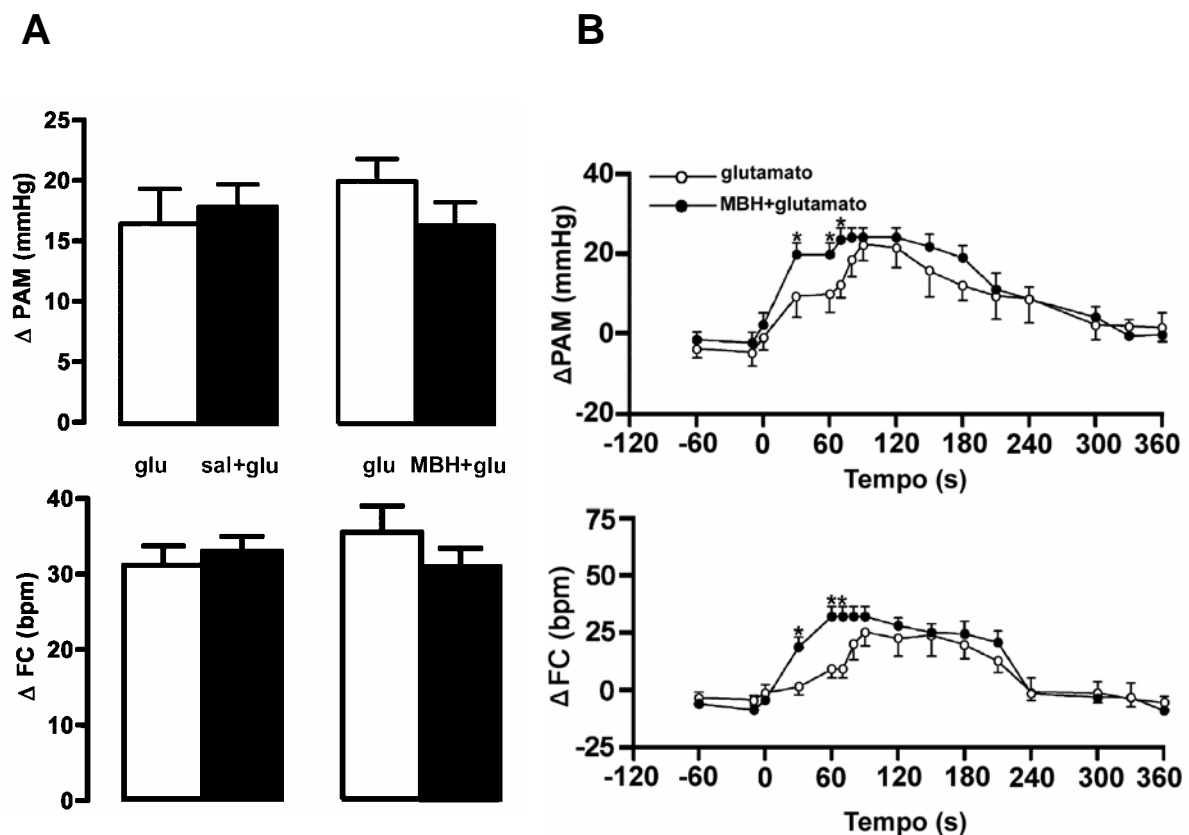 A
Δ PAM (mmHg)
25
20
15
10
5
0
glu sal+glu glu MBH+glu
Δ FC (bpm)
40
30
20
10
0
B
ΔPAM (mmHg)
40
20
0
-20
glutamato
MBH+glutamato
* * *
-120 -60 0 60 120 180 240 300 360
Tempo (s)
ΔFC (bpm)
75
50
25
0
-25
* **
-120 -60 0 60 120 180 240 300 360
Tempo (s)